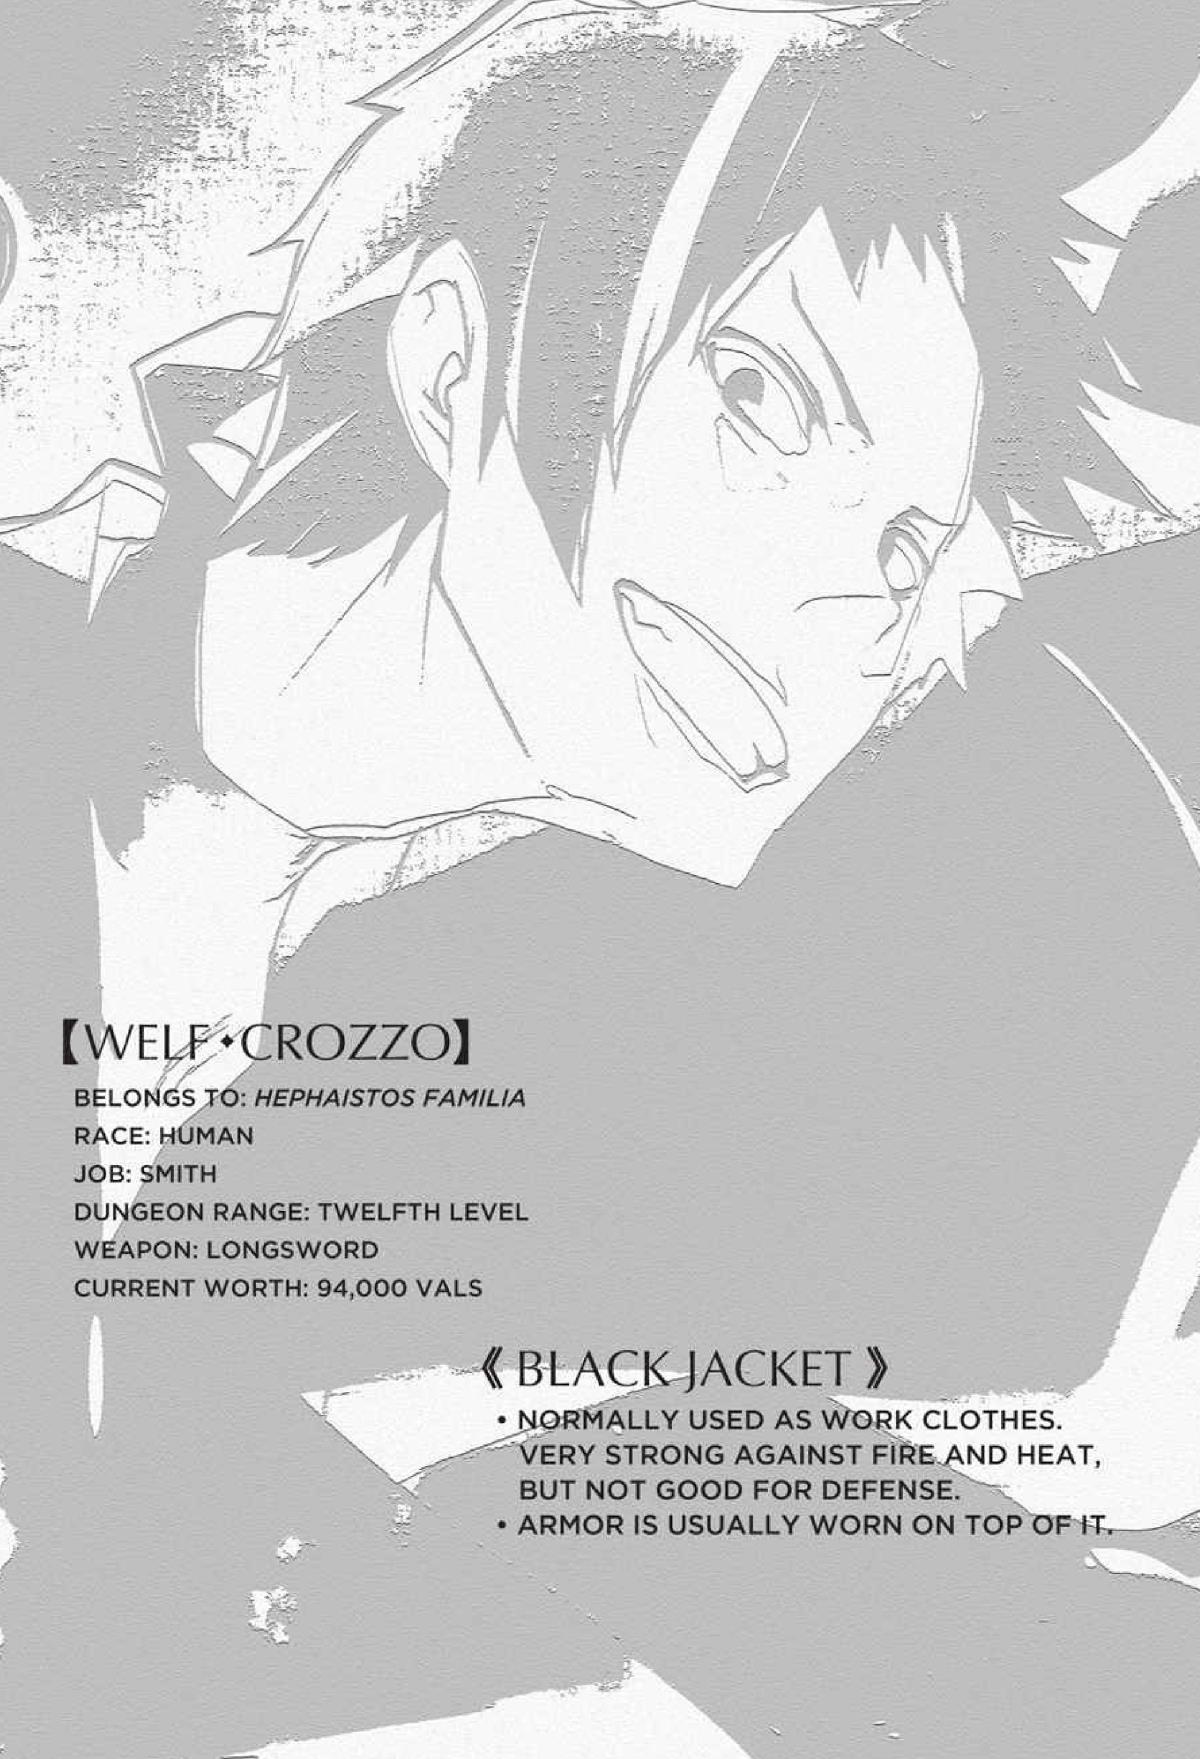 【WELF◆CROZZO】
BELONGS TO: HEPHAISTOS FAMILIA
RACE: HUMAN
JOB: SMITH
DUNGEON RANGE: TWELFTH LEVEL
WEAPON: LONGSWORD
CURRENT WORTH: 94,000 VALS
《 BLACK JACKET 》
• NORMALLY USED AS WORK CLOTHES.
VERY STRONG AGAINST FIRE AND HEAT,
BUT NOT GOOD FOR DEFENSE.
• ARMOR IS USUALLY WORN ON TOP OF IT.